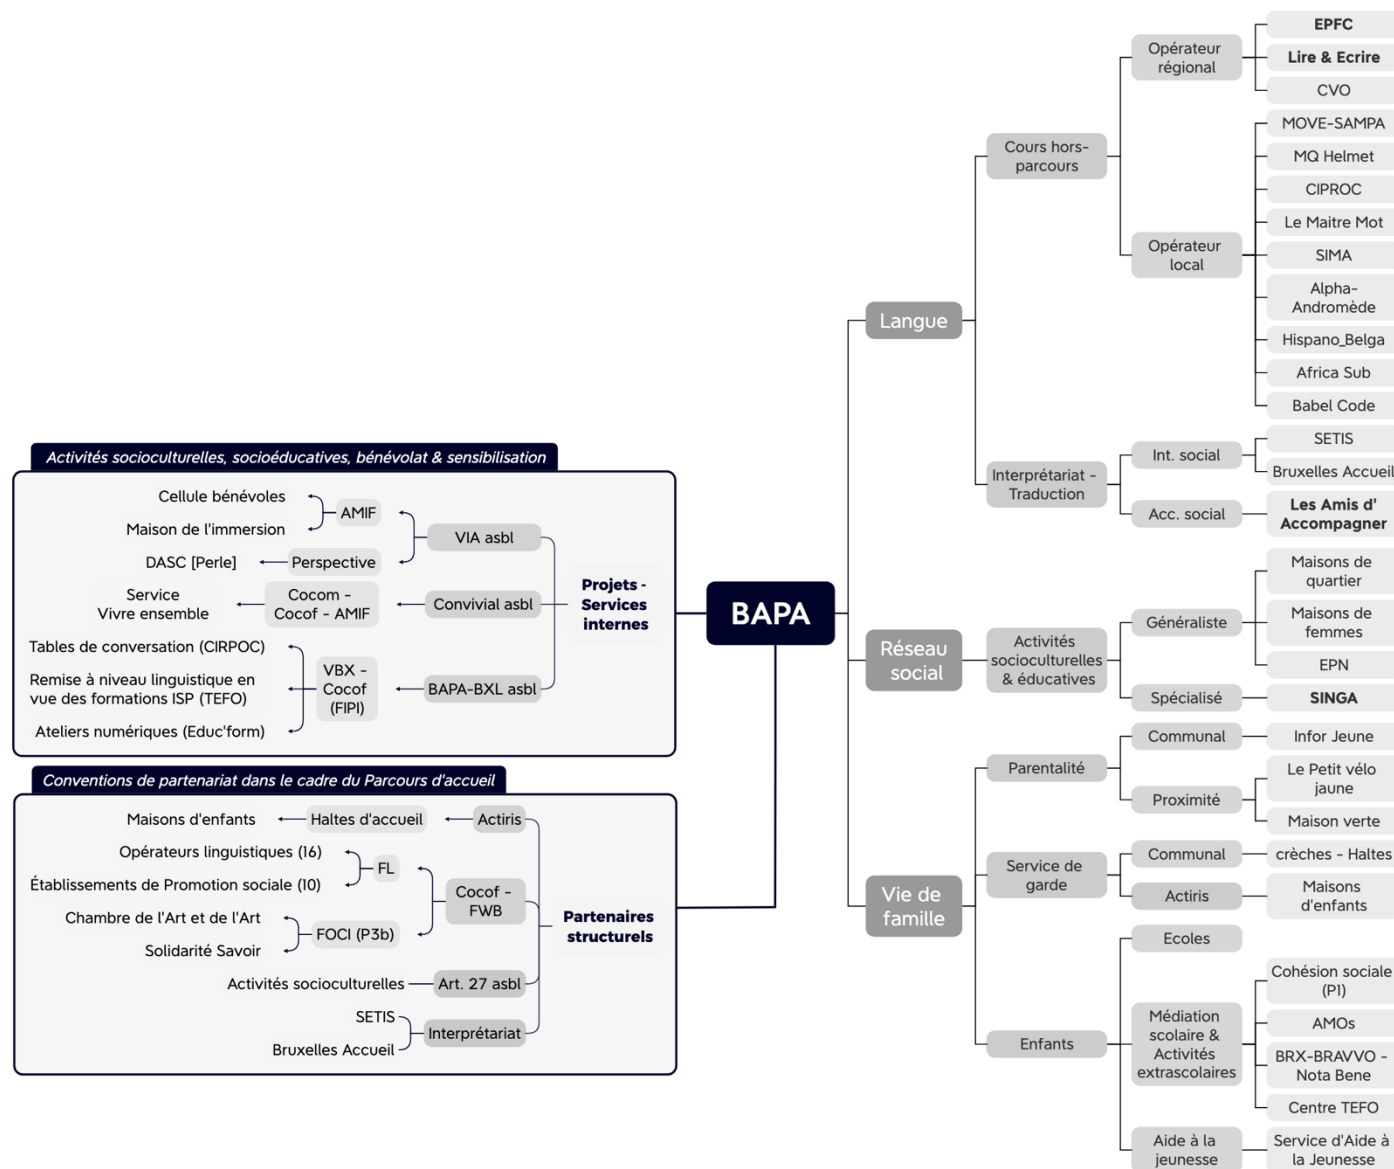 Activités socioculturelles, socioéducatives, bénévolat & sensibilisation
Cellule bénévoles
Maison de l'immersion
AMIF
DASC [Perle]
Perspective
VIA asbl
Service
Vivre ensemble
Cocom -
Cocof - AMIF
Convivial asbl
Tables de conversation (CIRPOC)
Remise à niveau linguistique en
vue des formations ISP (TEFO)
Ateliers numériques (Educ'form)
VBX -
Cocof
(FIPI)
BAPA-BXL asbl
Projets -
Services
internes
Conventions de partenariat dans le cadre du Parcours d'accueil
Maisons d'enfants
Haltes d'accueil
Actiris
Opérateurs linguistiques (16)
Établissements de Promotion sociale (10)
FL
Chambre de l'Art et de l'Art
Solidarité Savoir
FOCI (P3b)
Cocof -
FWB
Activités socioculturelles
Art. 27 asbl
SETIS
Bruxelles Accueil
Interprétariat
Partenaires
structurels
BAPA
Langue
Cours hors-
parcours
Opérateur
régional
EPFC
Lire & Ecrire
CVO
Opérateur
local
MOVE-SAMPA
MQ Helmet
CIPROC
Le Maitre Mot
SIMA
Alpha-
Andromède
Hispano_Belga
Africa Sub
Babel Code
Interprétariat -
Traduction
Int. social
SETIS
Bruxelles Accueil
Acc. social
Les Amis d'
Accompagner
Réseau
social
Activités
socioculturelles
& éducatives
Généraliste
Maisons de
quartier
Maisons de
femmes
EPN
Spécialisé
SINGA
Vie de
famille
Parentalité
Communal
Infor Jeune
Proximité
Le Petit vélo
jaune
Maison verte
Service de
garde
Communal
crèches - Haltes
Actiris
Maisons
d'enfants
Enfants
Ecoles
Médiation
scolaire &
Activités
extrascolaires
Cohésion sociale
(P1)
AMOs
BRX-BRAVVO -
Nota Bene
Centre TEFO
Aide à la
jeunesse
Service d'Aide à
la Jeunesse